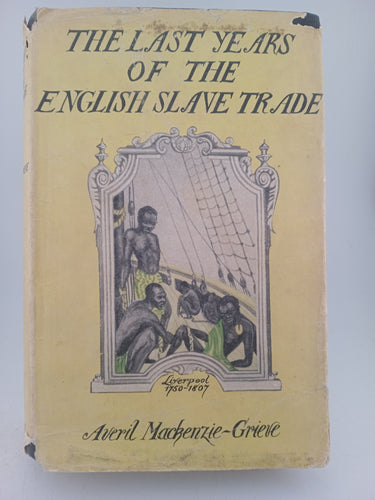 THE LAST YEARS
OF THE
ENGLISH SLAVE TRADE
Liverpool
1750-1807
Averil Mackenzie-Grieve